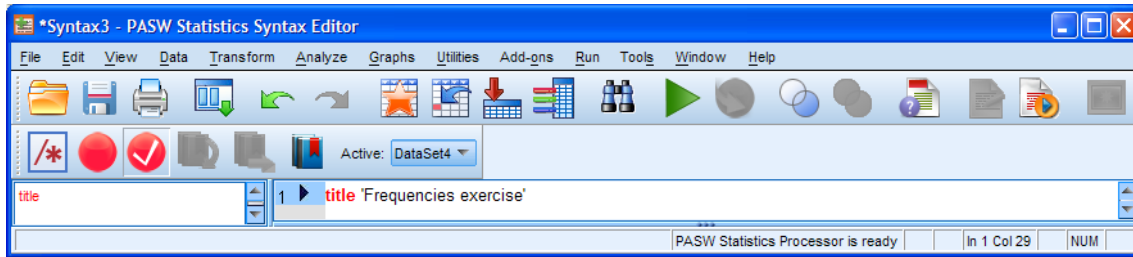 *Syntax3 - PASW Statistics Syntax Editor
File Edit View Data Transform Analyze Graphs Utilities Add-ons Run Tools Window Help
/*
Active: DataSet4
title
1 title 'Frequencies exercise'
PASW Statistics Processor is ready In 1 Col 29 NUM